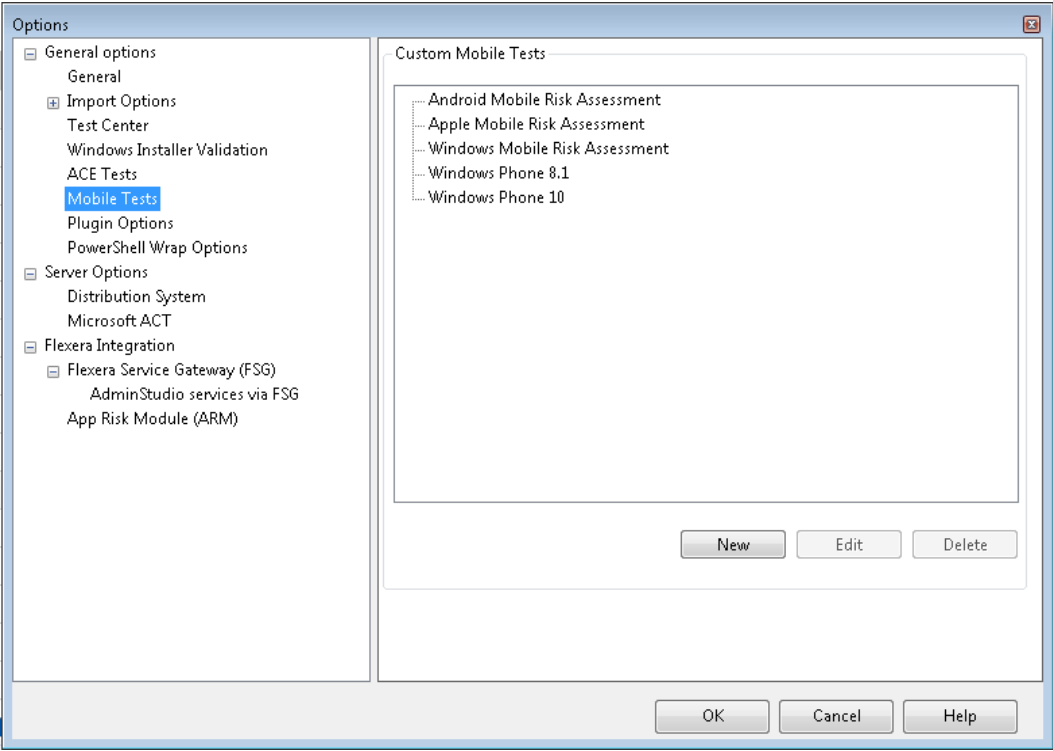 Options
General options
General
Import Options
Test Center
Windows Installer Validation
ACE Tests
Mobile Tests
Plugin Options
PowerShell Wrap Options
Server Options
Distribution System
Microsoft ACT
Flexera Integration
Flexera Service Gateway (FSG)
AdminStudio services via FSG
App Risk Module (ARM)
Custom Mobile Tests
Android Mobile Risk Assessment
Apple Mobile Risk Assessment
Windows Mobile Risk Assessment
Windows Phone 8.1
Windows Phone 10
New Edit Delete
OK Cancel Help